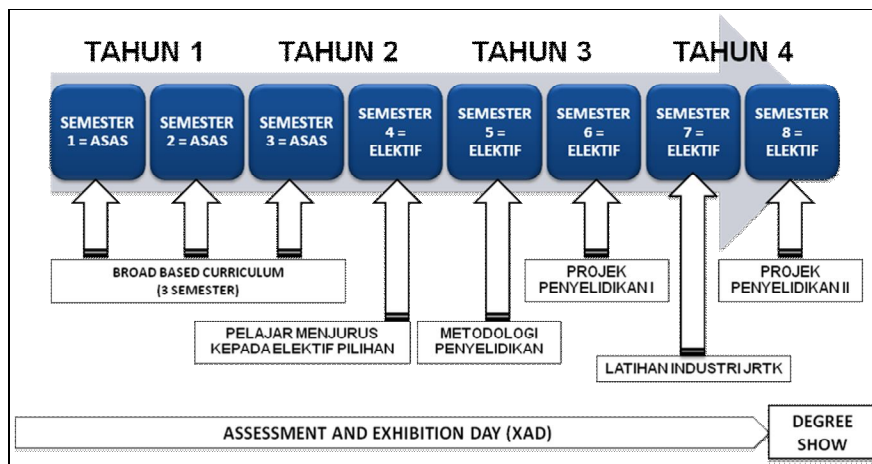 TAHUN 1
TAHUN 2
TAHUN 3
TAHUN 4
SEMESTER
1 = ASAS
SEMESTER
2 = ASAS
SEMESTER
3 = ASAS
SEMESTER
4 =
ELEKTIF
SEMESTER
5 =
ELEKTIF
SEMESTER
6 =
ELEKTIF
SEMESTER
7 =
ELEKTIF
SEMESTER
8 =
ELEKTIF
BROAD BASED CURRICULUM
(3 SEMESTER)
PROJEK
PENYELIDIKAN I
PROJEK
PENYELIDIKAN II
PELAJAR MENJURUS
KEPADA ELEKTIF PILIHAN
METODOLOGI
PENYELIDIKAN
LATIHAN INDUSTRI JRTK
ASSESSMENT AND EXHIBITION DAY (XAD)
DEGREE
SHOW